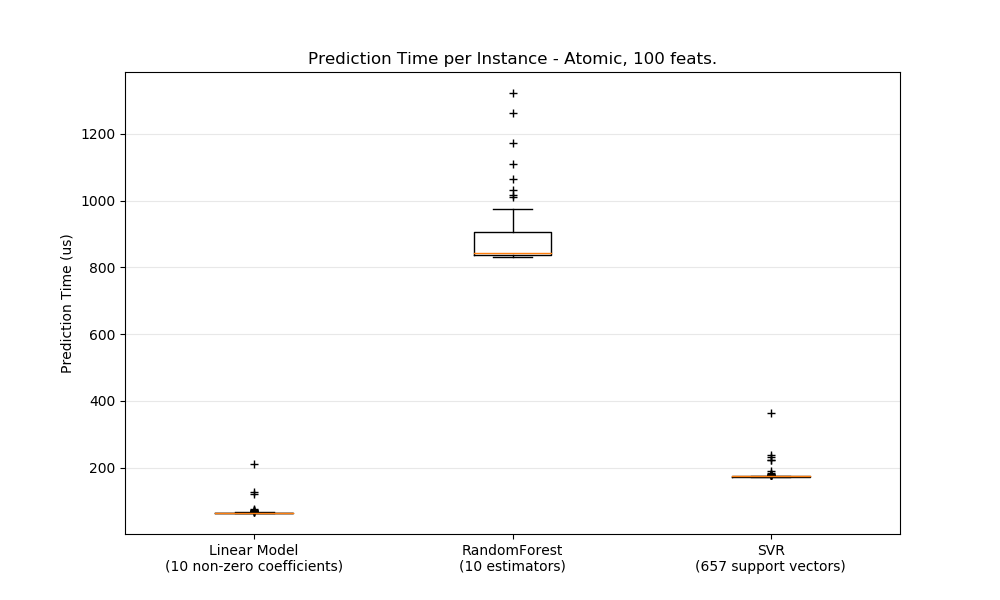 Prediction Time per Instance - Atomic, 100 feats.
1200
1000
800
600
400
200
Prediction Time (us)
Linear Model
(10 non-zero coefficients)
RandomForest
(10 estimators)
SVR
(657 support vectors)